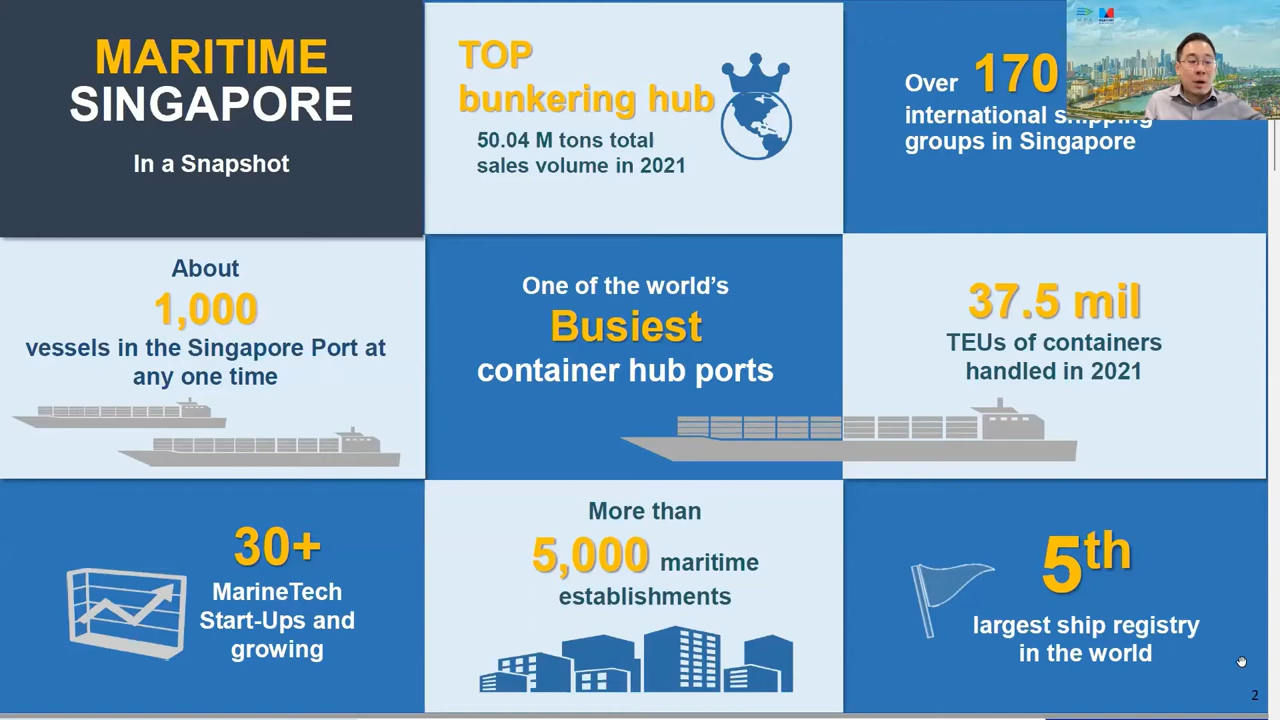 MARITIME
SINGAPORE
In a Snapshot
TOP
bunkering hub
50.04 M tons total
sales volume in 2021
Over 170
international shipping
groups in Singapore
About
1,000
vessels in the Singapore Port at
any one time
One of the world's
Busiest
container hub ports
37.5 mil
TEUs of containers
handled in 2021
30+
MarineTech
Start-Ups and
growing
More than
5,000 maritime
establishments
5th
largest ship registry
in the world
2